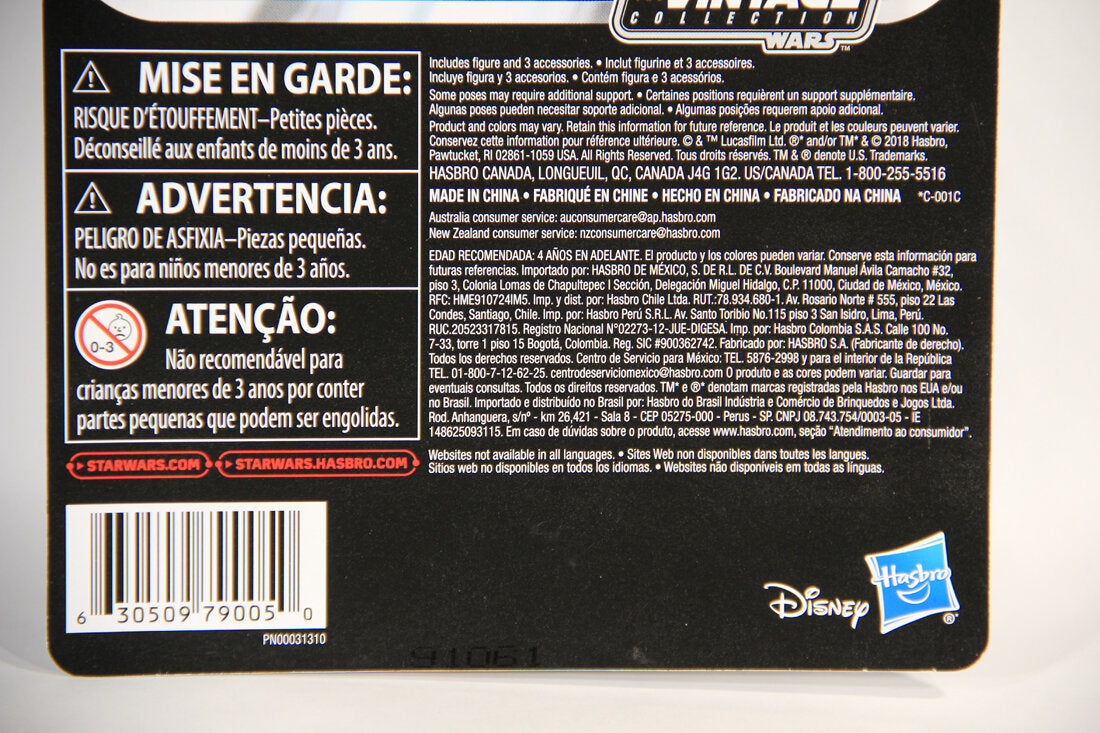 VINTAGE
COLLECTION
WARS™
⚠ MISE EN GARDE:
RISQUE D'ÉTOUFFEMENT–Petites pièces.
Déconseillé aux enfants de moins de 3 ans.
⚠ ADVERTENCIA:
PELIGRO DE ASFIXIA–Piezas pequeñas.
No es para niños menores de 3 años.
0-3
ATENÇÃO:
Não recomendável para
crianças menores de 3 anos por conter
partes pequenas que podem ser engolidas.
STARWARS.COM
STARWARS.HASBRO.COM
6 30509 79005 0
PN00031310
Includes figure and 3 accessories. • Inclut figurine et 3 accessoires.
Incluye figura y 3 accesorios. • Contém figura e 3 acessórios.
Some poses may require additional support. • Certaines positions requièrent un support supplémentaire.
Algunas poses pueden necesitar soporte adicional. • Algumas posições requerem apoio adicional.
Product and colors may vary. Retain this information for future reference. Le produit et les couleurs peuvent varier.
Conservez cette information pour référence ultérieure. © & ™ Lucasfilm Ltd. ®* and/or TM* & © 2018 Hasbro,
Pawtucket, RI 02861-1059 USA. All Rights Reserved. Tous droits réservés. TM & ® denote U.S. Trademarks.
HASBRO CANADA, LONGUEUIL, QC, CANADA J4G 1G2. US/CANADA TEL. 1-800-255-5516
MADE IN CHINA • FABRIQUÉ EN CHINE • HECHO EN CHINA • FABRICADO NA CHINA *C-001C
Australia consumer service: auconsumercare@ap.hasbro.com
New Zealand consumer service: nzconsumercare@hasbro.com
EDAD RECOMENDADA: 4 AÑOS EN ADELANTE. El producto y los colores pueden variar. Conserve esta información para
futuras referencias. Importado por: HASBRO DE MÉXICO, S. DE R.L. DE C.V. Boulevard Manuel Ávila Camacho #32,
piso 3, Colonia Lomas de Chapultepec I Sección, Delegación Miguel Hidalgo, C.P. 11000, Ciudad de México, México.
RFC: HME910724IM5. Imp. y dist. por: Hasbro Chile Ltda. RUT.:78.934.680-1. Av. Rosario Norte # 555, piso 22 Las
Condes, Santiago, Chile. Imp. por: Hasbro Perú S.R.L. Av. Santo Toribio No.115 piso 3 San Isidro, Lima, Perú.
RUC.20523317815. Registro Nacional N°02273-12-JUE-DIGESA. Imp. por: Hasbro Colombia S.A.S. Calle 100 No.
7-33, torre 1 piso 15 Bogotá, Colombia. Reg. SIC #900362742. Fabricado por: HASBRO S.A. (Fabricante de derecho).
Todos los derechos reservados. Centro de Servicio para México: TEL. 5876-2998 y para el interior de la República
TEL. 01-800-7-12-62-25. centrodeserviciomexico@hasbro.com O produto e as cores podem variar. Guardar para
eventuais consultas. Todos os direitos reservados. TM* e ®* denotam marcas registradas pela Hasbro nos EUA e/ou
no Brasil. Importado e distribuído no Brasil por: Hasbro do Brasil Indústria e Comércio de Brinquedos e Jogos Ltda.
Rod. Anhanguera, s/nº - km 26,421 - Sala 8 - CEP 05275-000 - Perus - SP. CNPJ 08.743.754/0003-05 - IE
148625093115. Em caso de dúvidas sobre o produto, acesse www.hasbro.com, seção "Atendimento ao consumidor".
Websites not available in all languages. • Sites Web non disponibles dans toutes les langues.
Sitios web no disponibles en todos los idiomas. • Websites não disponíveis em todas as línguas.
Disney
Hasbro®
91061